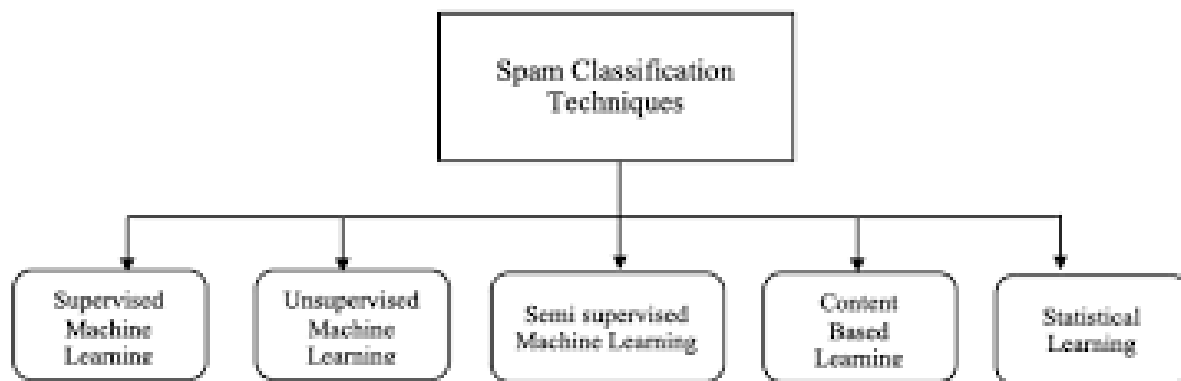 Spam Classification
Techniques
Supervised
Machine
Learning
Unsupervised
Machine
Learning
Semi supervised
Machine Learning
Content
Based
Learning
Statistical
Learning